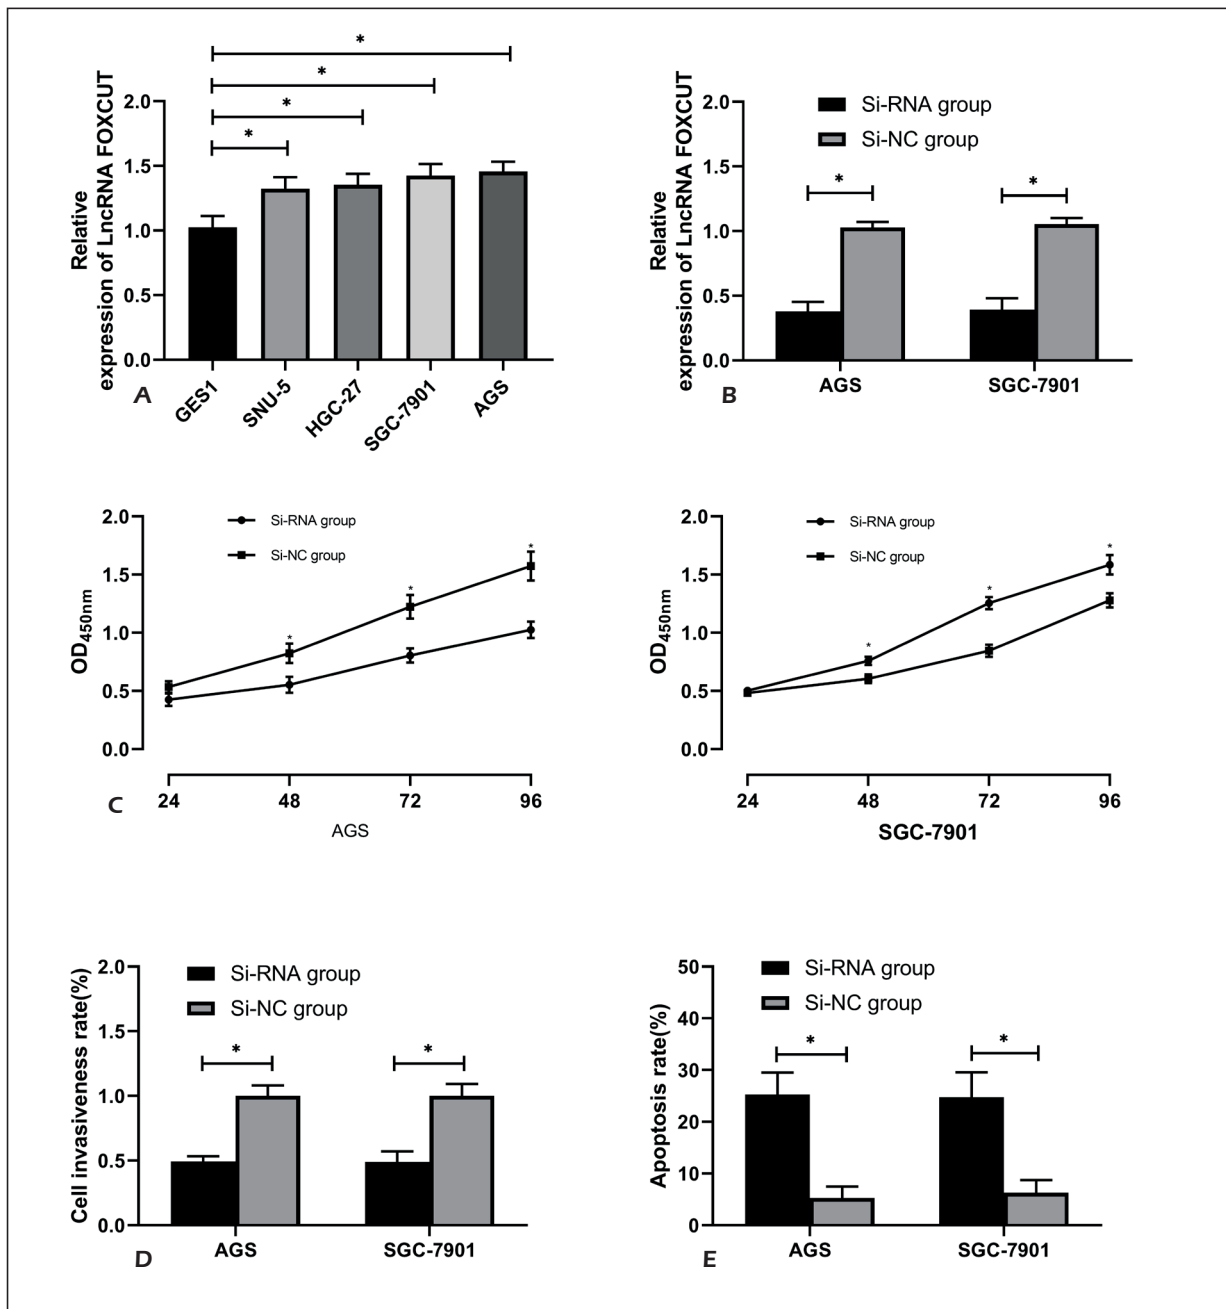 *
*
*
*
Relative
expression of LncRNA FOXCUT
2.0
1.5
1.0
0.5
0.0
GES1
SNU-5
HGC-27
SGC-7901
AGS
A
Relative
expression of LncRNA FOXCUT
2.0
1.5
1.0
0.5
0.0
Si-RNA group
Si-NC group
*
*
AGS
SGC-7901
B
OD450nm
2.0
1.5
1.0
0.5
0.0
Si-RNA group
Si-NC group
*
*
*
24
48
72
96
AGS
C
OD450nm
2.0
1.5
1.0
0.5
0.0
Si-RNA group
Si-NC group
*
*
*
24
48
72
96
SGC-7901
Cell invasiveness rate(%)
2.0
1.5
1.0
0.5
0.0
Si-RNA group
Si-NC group
*
*
AGS
SGC-7901
D
Apoptosis rate(%)
50
40
30
20
10
0
Si-RNA group
Si-NC group
*
*
AGS
SGC-7901
E